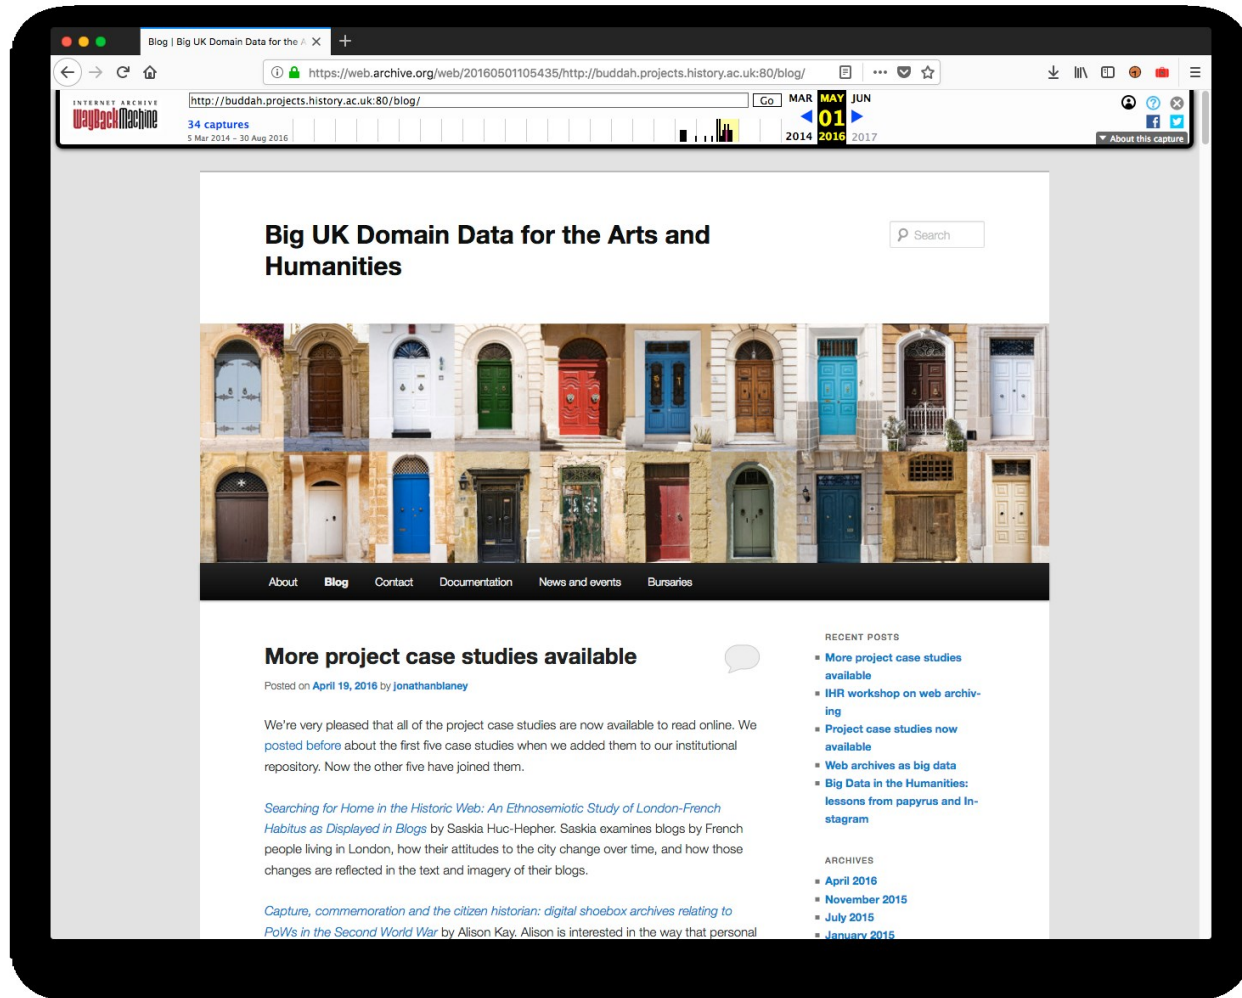 Blog | Big UK Domain Data for the A
https://web.archive.org/web/20160501105435/http://buddah.projects.history.ac.uk:80/blog/
INTERNET ARCHIVE
WayBackMachine
http://buddah.projects.history.ac.uk:80/blog/
Go
MAR MAY JUN
34 captures
01
5 Mar 2014 - 30 Aug 2016
2014 2016 2017
About this capture
Big UK Domain Data for the Arts and
Humanities
Search
About Blog Contact Documentation News and events Bursaries
More project case studies available
Posted on April 19, 2016 by jonathanblaney
We're very pleased that all of the project case studies are now available to read online. We
posted before about the first five case studies when we added them to our institutional
repository. Now the other five have joined them.
Searching for Home in the Historic Web: An Ethnosemiotic Study of London-French
Habitus as Displayed in Blogs by Saskia Huc-Hepher. Saskia examines blogs by French
people living in London, how their attitudes to the city change over time, and how those
changes are reflected in the text and imagery of their blogs.
Capture, commemoration and the citizen historian: digital shoebox archives relating to
PoWs in the Second World War by Alison Kay. Alison is interested in the way that personal
RECENT POSTS
More project case studies
available
IHR workshop on web archiv-
ing
Project case studies now
available
Web archives as big data
Big Data in the Humanities:
lessons from papyrus and In-
stagram
ARCHIVES
April 2016
November 2015
July 2015
January 2015